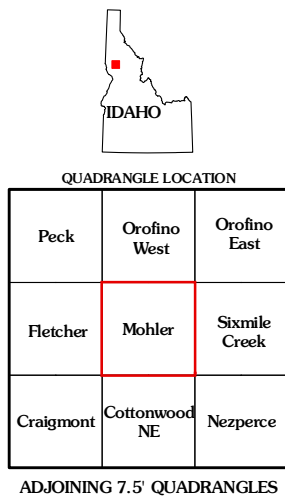 IDAHO
QUADRANGLE LOCATION
Peck
Orofino
West
Orofino
East
Fletcher
Mohler
Sixmile
Creek
Craigmont
Cottonwood
NE
Nezperce
ADJOINING 7.5' QUADRANGLES